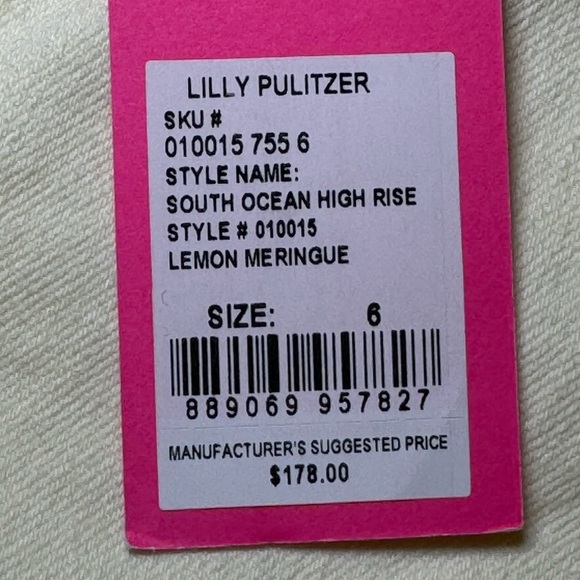 LILLY PULITZER
SKU #
010015 755 6
STYLE NAME:
SOUTH OCEAN HIGH RISE
STYLE # 010015
LEMON MERINGUE
SIZE: 6
889069 957827
MANUFACTURER'S SUGGESTED PRICE
$178.00